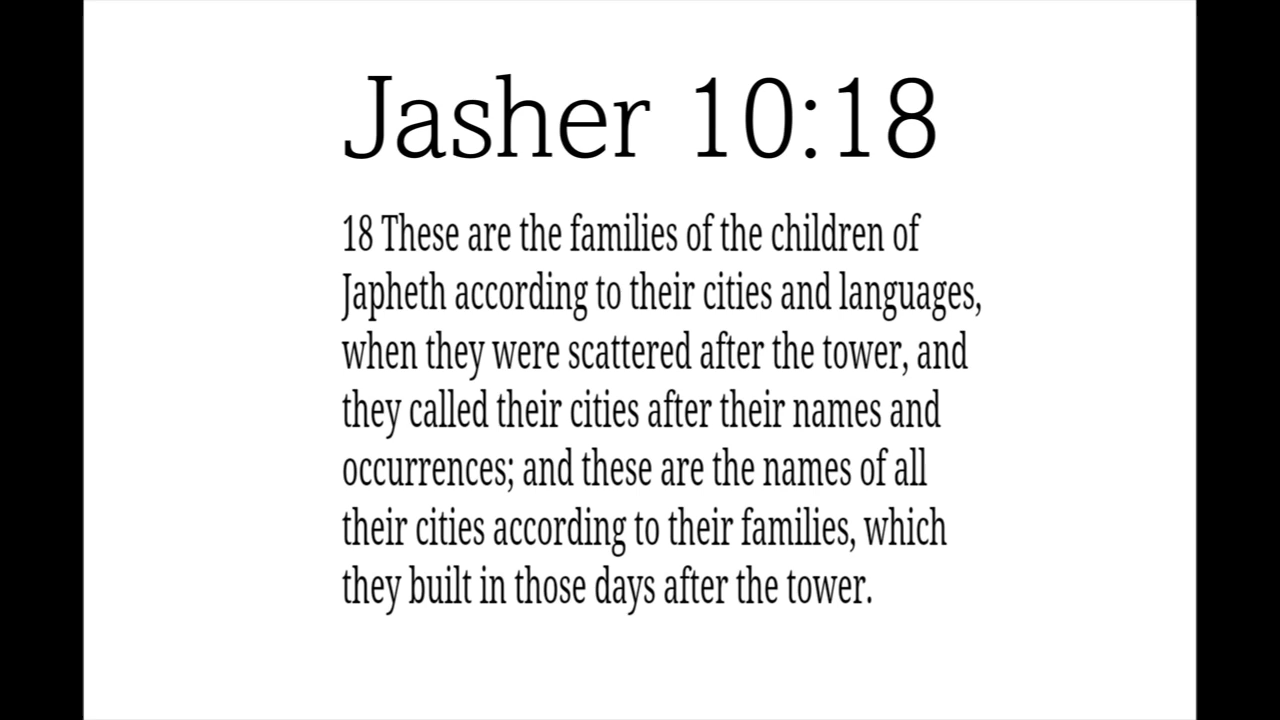 Jasher 10:18
18 These are the families of the children of
Japheth according to their cities and languages,
when they were scattered after the tower, and
they called their cities after their names and
occurrences; and these are the names of all
their cities according to their families, which
they built in those days after the tower.